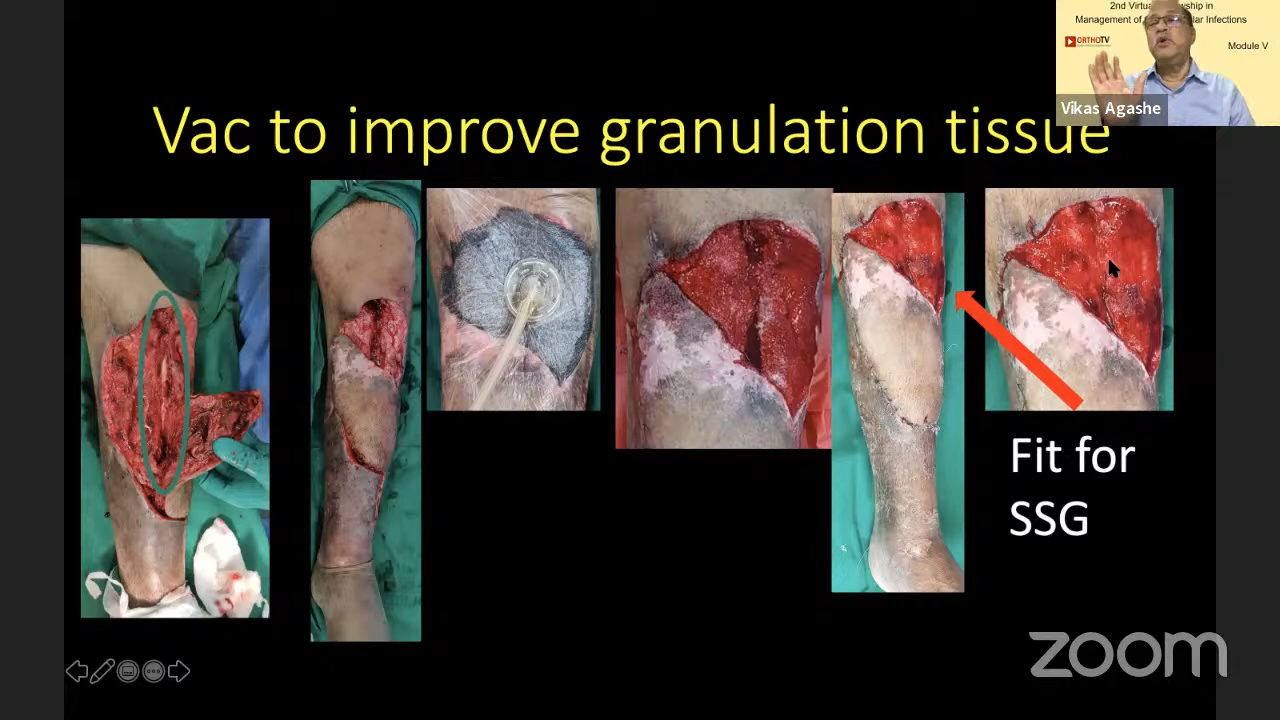 2nd Virtual
Management of
Infections
ORTHOTV
Module V
Vikas Agashe
Vac to improve granulation tissue
Fit for
SSG
zoom